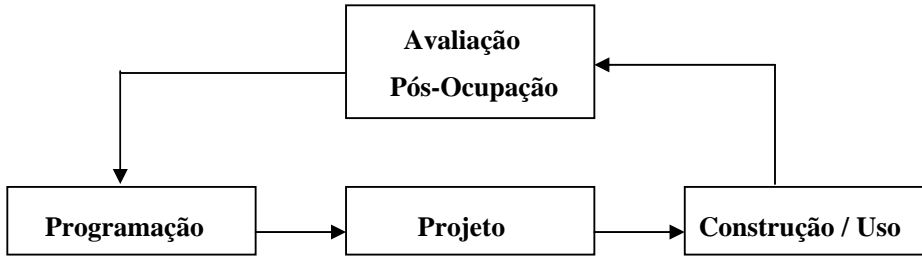 Avaliação
Pós-Ocupação
Programação
Projeto
Construção / Uso